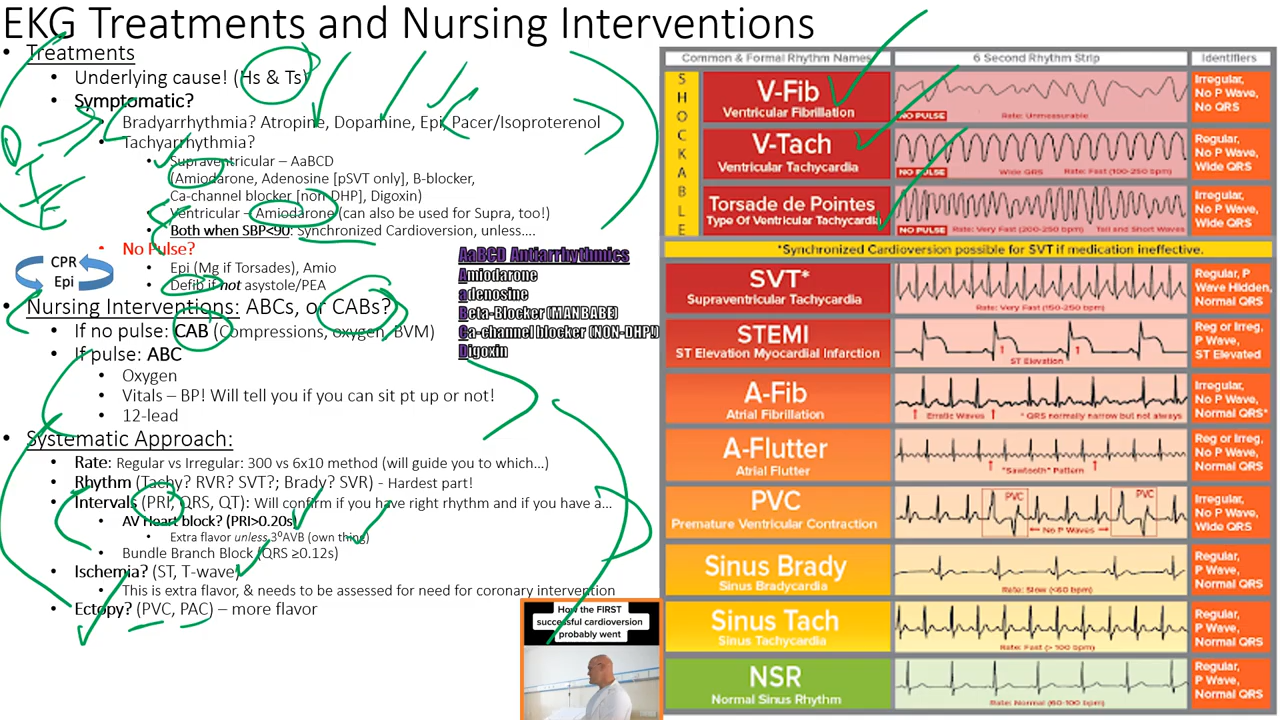 EKG Treatments and Nursing Interventions
• Treatments
• Underlying cause! (Hs & Ts)
• Symptomatic?
• Bradyarrhythmia? Atropine, Dopamine, Epi, Pacer/Isoproterenol
• Tachyarrhythmia?
• Supraventricular – AaBCD
(Amiodarone, Adenosine [pSVT only], B-blocker,
Ca-channel blocker [non-DHP], Digoxin)
• Ventricular – Amiodarone (can also be used for Supra, too!)
• Both when SBP<90: Synchronized Cardioversion, unless….
• No Pulse?
• Epi (Mg if Torsades), Amio
• Defib if not asystole/PEA
CPR
Epi
• Nursing Interventions: ABCs, or CABs?
• If no pulse: CAB (Compressions, oxygen, BVM)
• If pulse: ABC
• Oxygen
• Vitals – BP! Will tell you if you can sit pt up or not!
• 12-lead
• Systematic Approach:
• Rate: Regular vs Irregular: 300 vs 6x10 method (will guide you to which…)
• Rhythm (Tachy? RVR? SVT?; Brady? SVR) - Hardest part!
• Intervals (PRI, QRS, QT): Will confirm if you have right rhythm and if you have a…
• AV Heart block? (PRI>0.20s)
• Extra flavor unless 3⁰AVB (own thing)
• Bundle Branch Block (QRS ≥0.12s)
• Ischemia? (ST, T-wave)
• This is extra flavor, & needs to be assessed for need for coronary intervention
• Ectopy? (PVC, PAC) – more flavor
AaBCD Antiarrhythmics
Amiodarone
adenosine
Beta-Blocker (MANBABE)
Ca-channel blocker (NON-DHP!)
Digoxin
How the FIRST
successful cardioversion
probably went
Common & Formal Rhythm Names
6 Second Rhythm Strip
Identifiers
SHOCKABLE
V-Fib
Ventricular Fibrillation
NO PULSE
Rate: Unmeasurable
Irregular,
No P Wave,
No QRS
V-Tach
Ventricular Tachycardia
NO PULSE
Wide QRS
Rate: Fast (100-250 bpm)
Regular,
No P Wave,
Wide QRS
Torsade de Pointes
Type Of Ventricular Tachycardia
NO PULSE
Rate: Very Fast (200-250 bpm)
Tall and Short Waves
Irregular,
No P Wave,
Wide QRS
*Synchronized Cardioversion possible for SVT if medication ineffective.
SVT*
Supraventricular Tachycardia
Rate: Very Fast (150-250 bpm)
Regular, P
Wave Hidden,
Normal QRS
STEMI
ST Elevation Myocardial Infarction
ST Elevation
Reg or Irreg,
P Wave,
ST Elevated
A-Fib
Atrial Fibrillation
Erratic Waves
* QRS normally narrow but not always
Irregular,
No P Wave,
Normal QRS*
A-Flutter
Atrial Flutter
"Sawtooth" Pattern
Reg or Irreg,
No P Wave,
Normal QRS
PVC
Premature Ventricular Contraction
PVC
PVC
No P Waves
Irregular,
No P Wave,
Wide QRS
Sinus Brady
Sinus Bradycardia
Rate: Slow (<60 bpm)
Regular,
P Wave,
Normal QRS
Sinus Tach
Sinus Tachycardia
Rate: Fast (> 100 bpm)
Regular,
P Wave,
Normal QRS
NSR
Normal Sinus Rhythm
Rate: Normal (60-100 bpm)
Regular,
P Wave,
Normal QRS